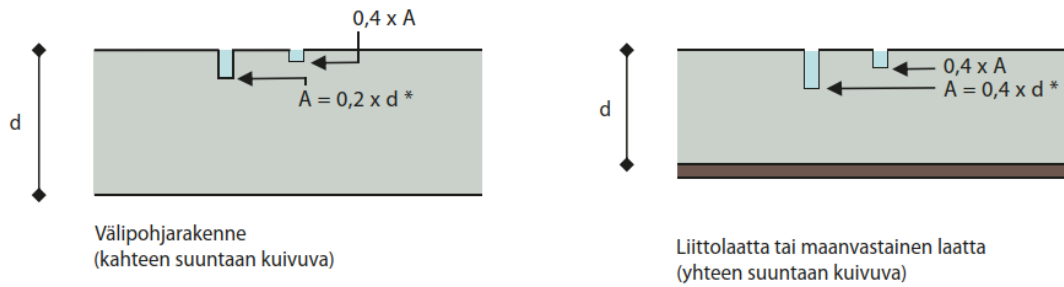 0,4 x A
A = 0,2 x d *
d
Välipohjarakenne
(kahteen suuntaan kuivuva)
0,4 x A
A = 0,4 x d *
d
Liittolaatta tai maanvastainen laatta
(yhteen suuntaan kuivuva)